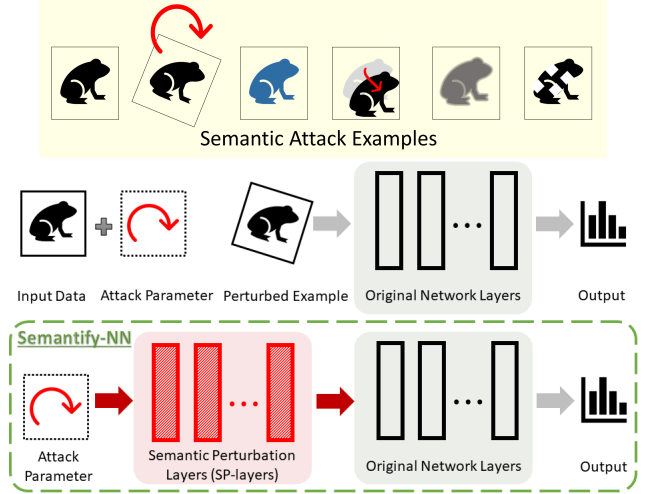 Semantic Attack Examples
Input Data
Attack Parameter
Perturbed Example
Original Network Layers
Output
Semantify-NN
Attack
Parameter
Semantic Perturbation
Layers (SP-layers)
Original Network Layers
Output